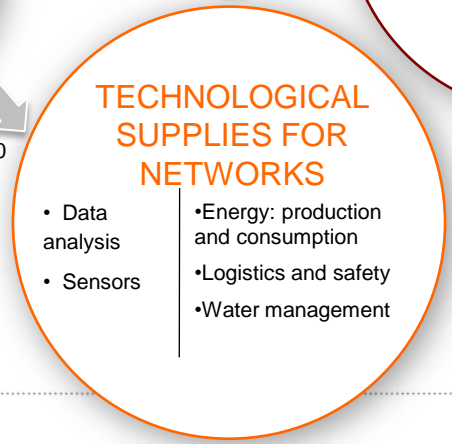 TECHNOLOGICAL
SUPPLIES FOR
NETWORKS
• Data
analysis
• Sensors
•Energy: production
and consumption
•Logistics and safety
•Water management